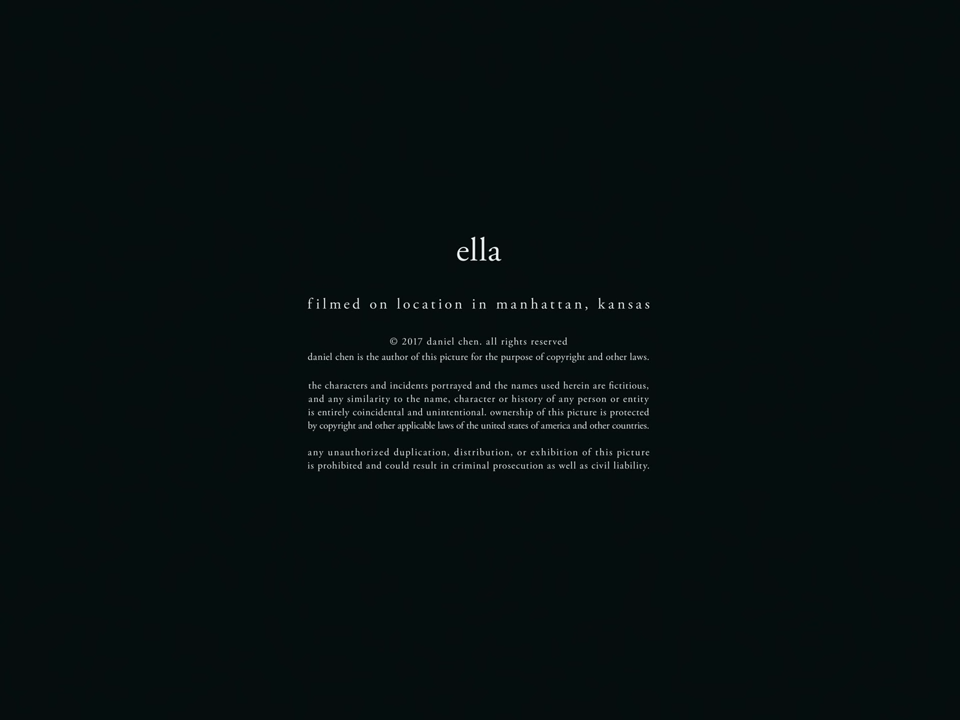 ella
filmed on location in manhattan, kansas
© 2017 daniel chen. all rights reserved
daniel chen is the author of this picture for the purpose of copyright and other laws.
the characters and incidents portrayed and the names used herein are fictitious,
and any similarity to the name, character or history of any person or entity
is entirely coincidental and unintentional. ownership of this picture is protected
by copyright and other applicable laws of the united states of america and other countries.
any unauthorized duplication, distribution, or exhibition of this picture
is prohibited and could result in criminal prosecution as well as civil liability.